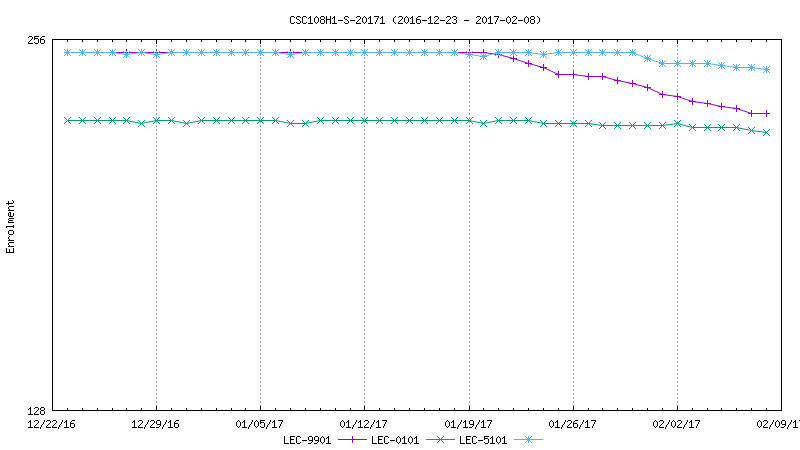 CSC108H1-S-20171 (2016-12-23 - 2017-02-08)
256
Enrolment
128
12/22/16 12/29/16 01/05/17 01/12/17 01/19/17 01/26/17 02/02/17 02/09/17
LEC-9901 LEC-0101 LEC-5101